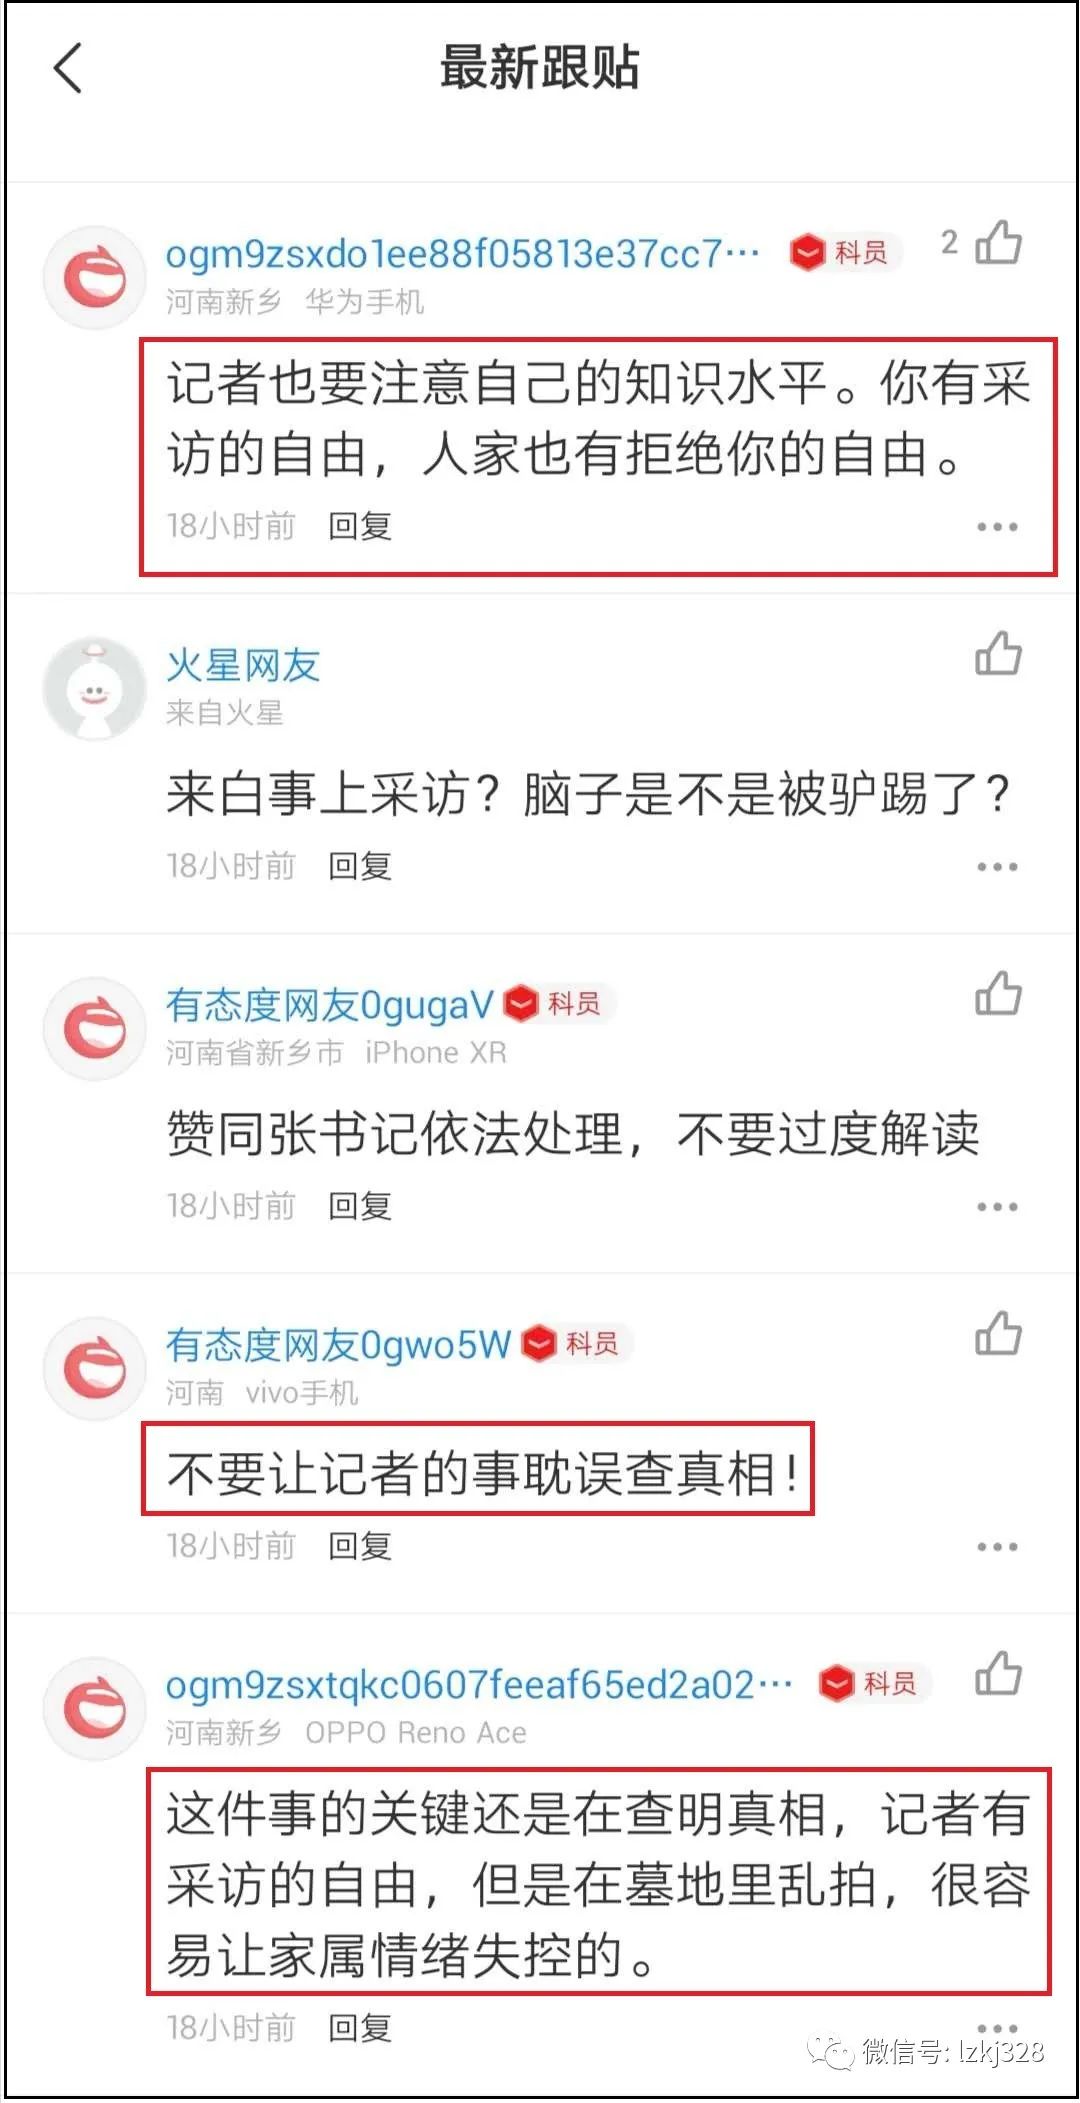 最新跟贴
ogm9zsxdo1ee88f05813e37cc7… 科员 2
河南新乡 华为手机
记者也要注意自己的知识水平。你有采
访的自由，人家也有拒绝你的自由。
18小时前 回复
火星网友
来自火星
来白事上采访？脑子是不是被驴踢了？
18小时前 回复
有态度网友0gugaV 科员
河南省新乡市 iPhone XR
赞同张书记依法处理，不要过度解读
18小时前 回复
有态度网友0gwo5W 科员
河南 vivo手机
不要让记者的事耽误查真相！
18小时前 回复
ogm9zsxtqkc0607feeaf65ed2a02… 科员
河南新乡 OPPO Reno Ace
这件事的关键还是在查明真相，记者有
采访的自由，但是在墓地里乱拍，很容
易让家属情绪失控的。
18小时前 回复
微信号: lzkj328